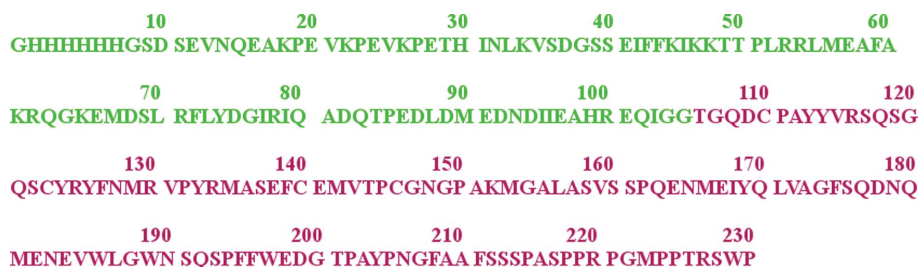 10 20 30 40 50 60
GHHHHHHGSD SEVNQEAKPE VKPEVKPETH INLKVSDGSS EIFFKIKKTT PLRRLMEAFA
70 80 90 100 110 120
KRQGKEMDSL RFLYDGIRIQ ADQTPEDLDM EDNDIIEAHR EQIGGTGQDC PAYYVRSQSG
130 140 150 160 170 180
QSCYRYFNMR VPYRMASEFC EMVTPCGNGP AKMGALASVS SPQENMEIYQ LVAGFSQDNQ
190 200 210 220 230
MENEVWLGWN SQSPFFWEDG TPAYPNGFAA FSSSPASPPR PGMPPTRSWP